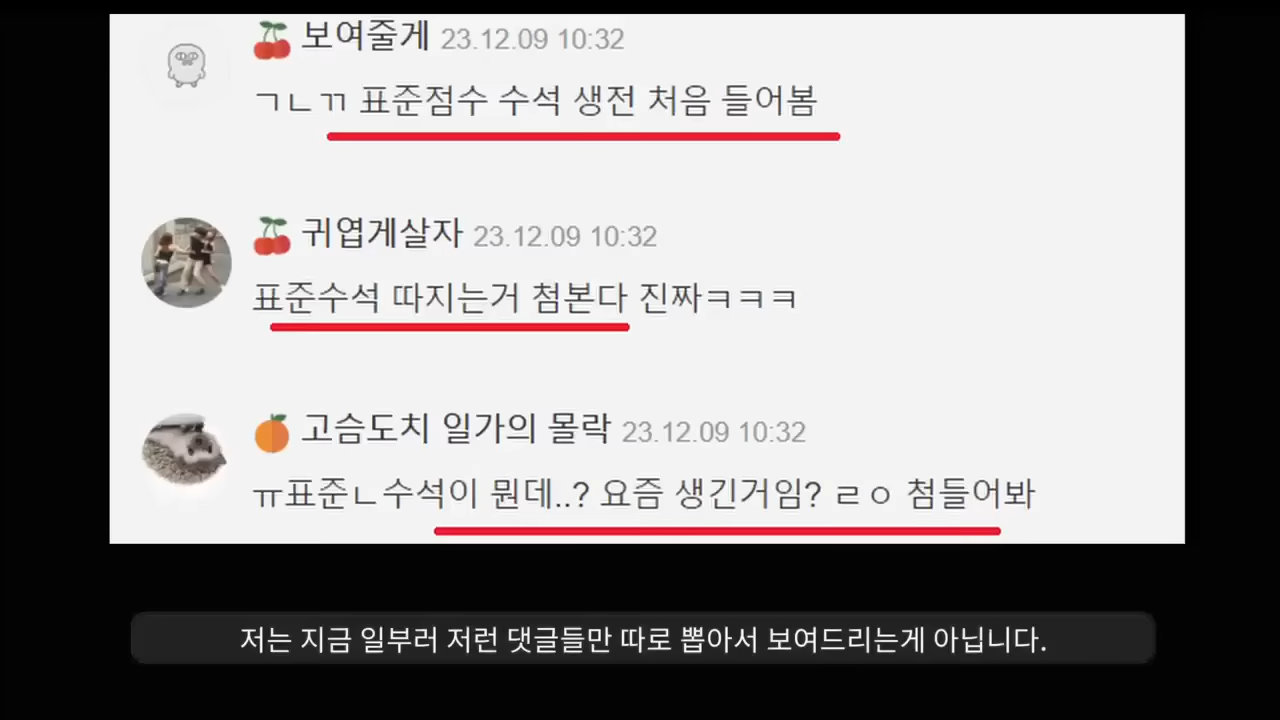 보여줄게 23.12.09 10:32
ㄱㄴㄲ 표준점수 수석 생전 처음 들어봄
귀엽게살자 23.12.09 10:32
표준수석 따지는거 첨본다 진짜ㅋㅋㅋ
고슴도치 일가의 몰락 23.12.09 10:32
ㅠ표준ㄴ수석이 뭔데..? 요즘 생긴거임? ㄹㅇ 첨들어봐
저는 지금 일부러 저런 댓글들만 따로 뽑아서 보여드리는게 아닙니다.